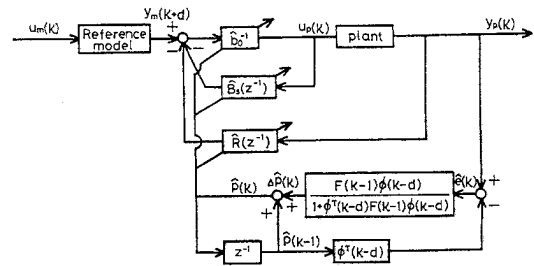 y_m(k+d)
u_m(k)
Reference model
+
−
−
b̂₀⁻¹
u_p(k)
plant
y_p(k)
B̂_s(z⁻¹)
R̂(z⁻¹)
p̂(k)
Δp̂(k)
+
+
F(k-1)φ(k-d)
1+φᵀ(k-d)F(k-1)φ(k-d)
ê(k)
+
−
z⁻¹
p̂(k-1)
φᵀ(k-d)